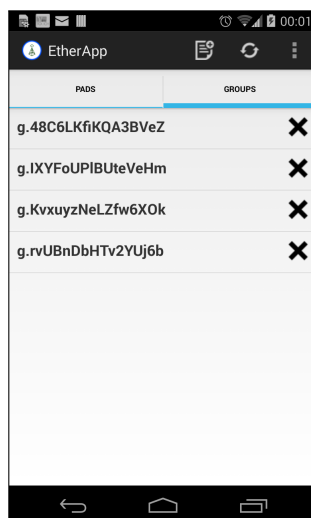 00:01
EtherApp
PADS GROUPS
g.48C6LKfiKQA3BVeZ
g.IXYFoUPlBUteVeHm
g.KvxuyzNeLZfw6XOk
g.rvUBnDbHTv2YUj6b